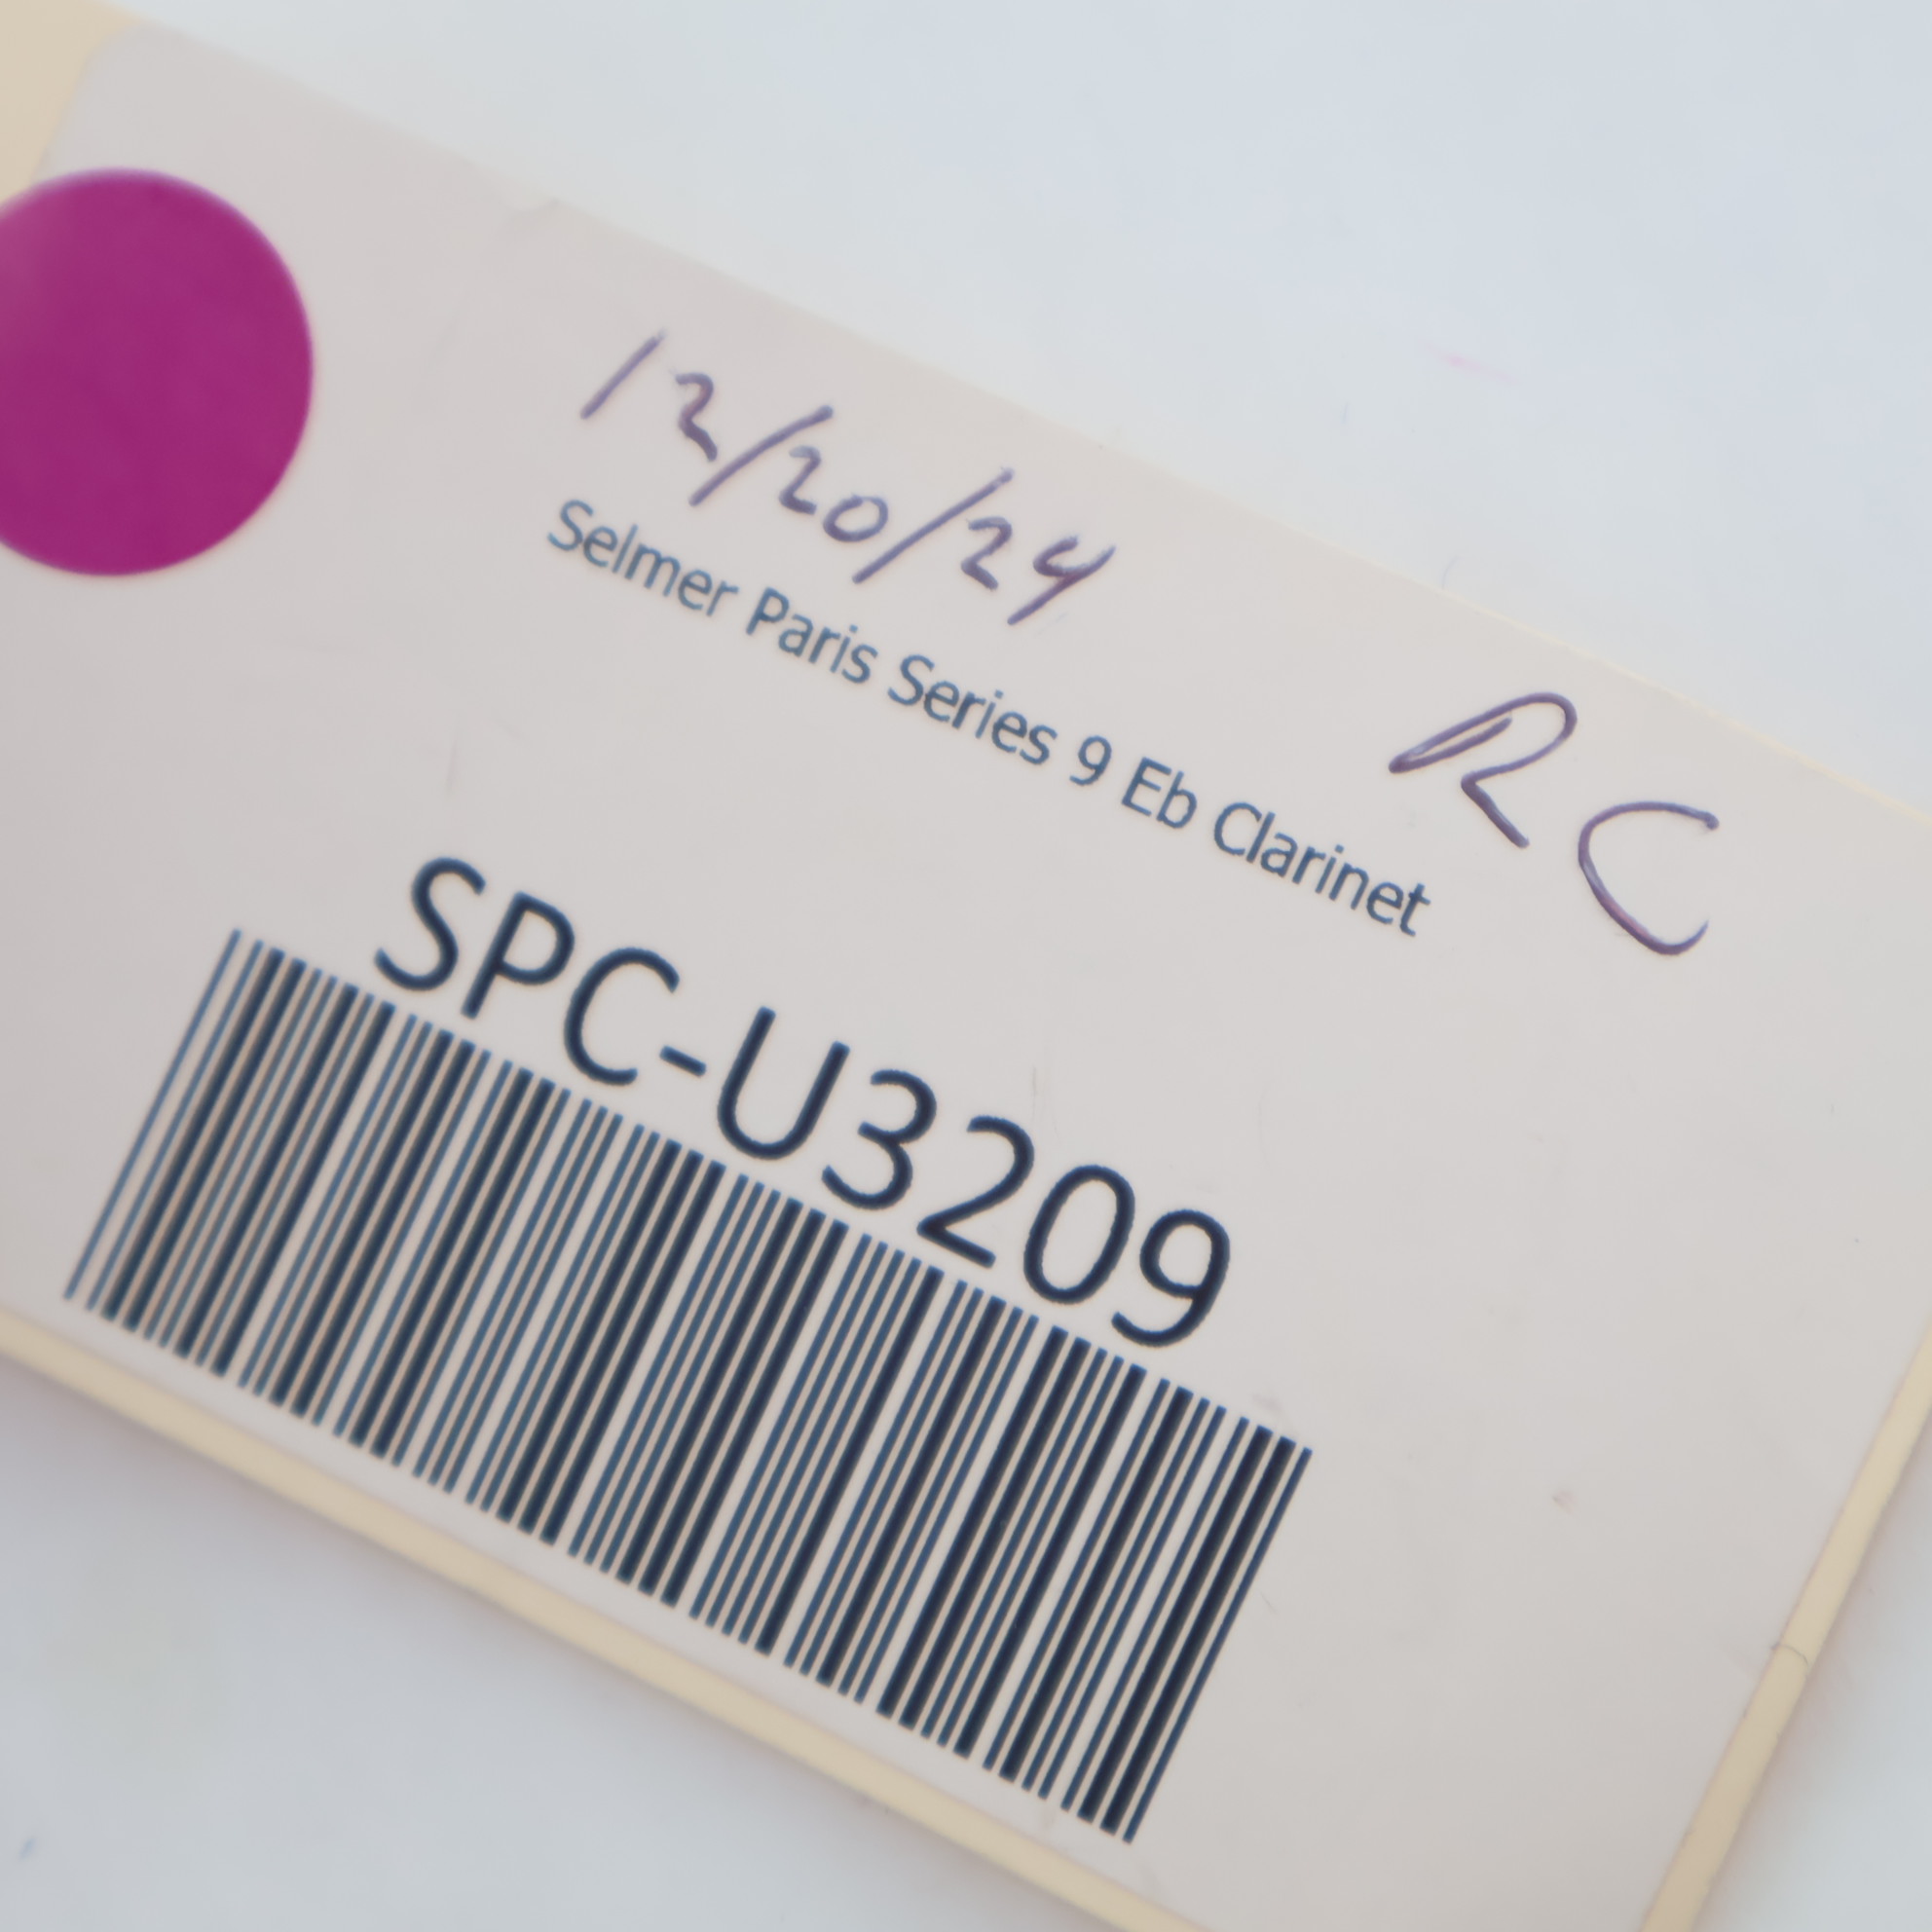 12/20/24
RC
Selmer Paris Series 9 Eb Clarinet
SPC-U3209